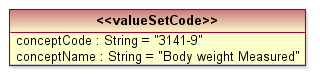 <<valueSetCode>>
conceptCode : String = "3141-9"
conceptName : String = "Body weight Measured"